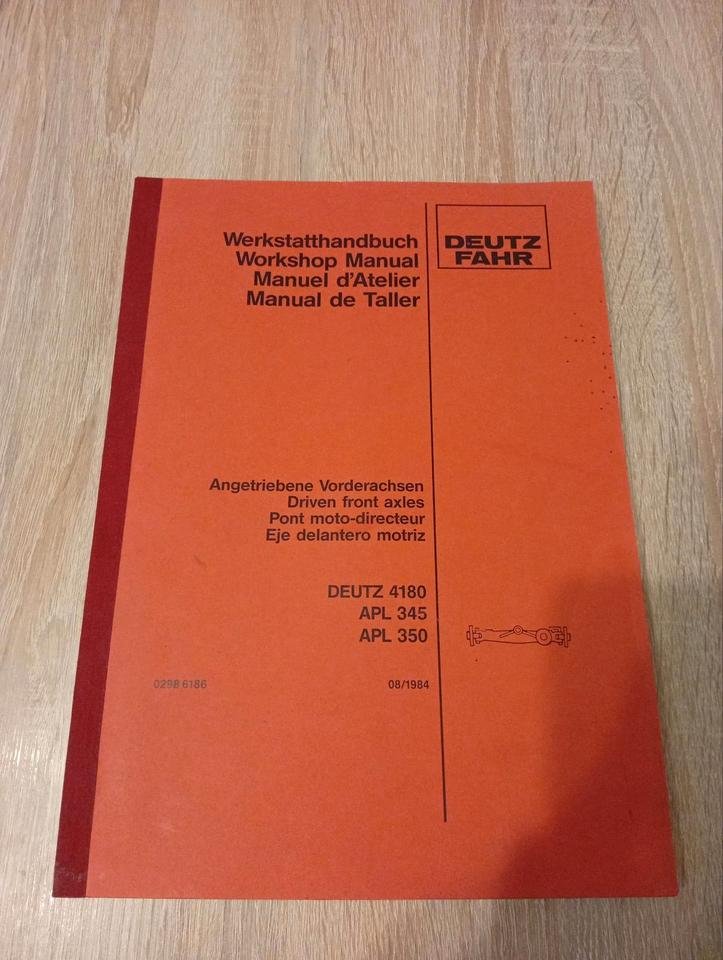 Werkstatthandbuch
Workshop Manual
Manuel d'Atelier
Manual de Taller
DEUTZ
FAHR
Angetriebene Vorderachsen
Driven front axles
Pont moto-directeur
Eje delantero motriz
DEUTZ 4180
APL 345
APL 350
0298 6186
08/1984